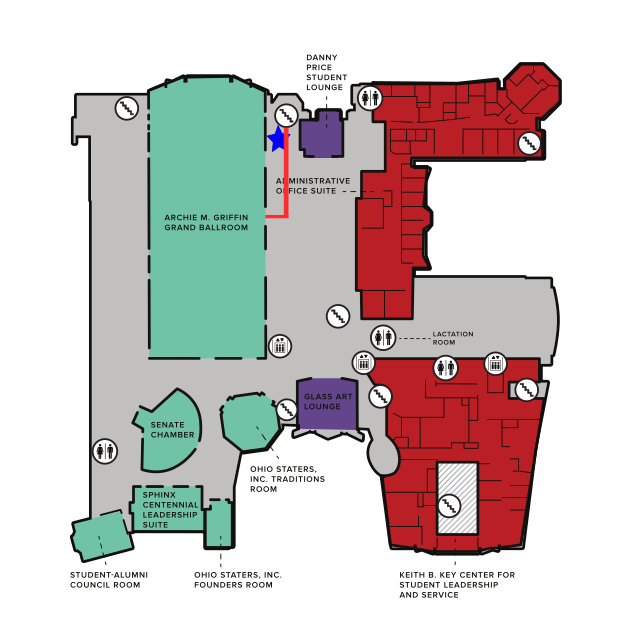 DANNY
PRICE
STUDENT
LOUNGE
ADMINISTRATIVE
OFFICE SUITE
ARCHIE M. GRIFFIN
GRAND BALLROOM
LACTATION
ROOM
GLASS ART
LOUNGE
SENATE
CHAMBER
OHIO STATERS,
INC. TRADITIONS
ROOM
SPHINX
CENTENNIAL
LEADERSHIP
SUITE
STUDENT-ALUMNI
COUNCIL ROOM
OHIO STATERS, INC.
FOUNDERS ROOM
KEITH B. KEY CENTER FOR
STUDENT LEADERSHIP
AND SERVICE